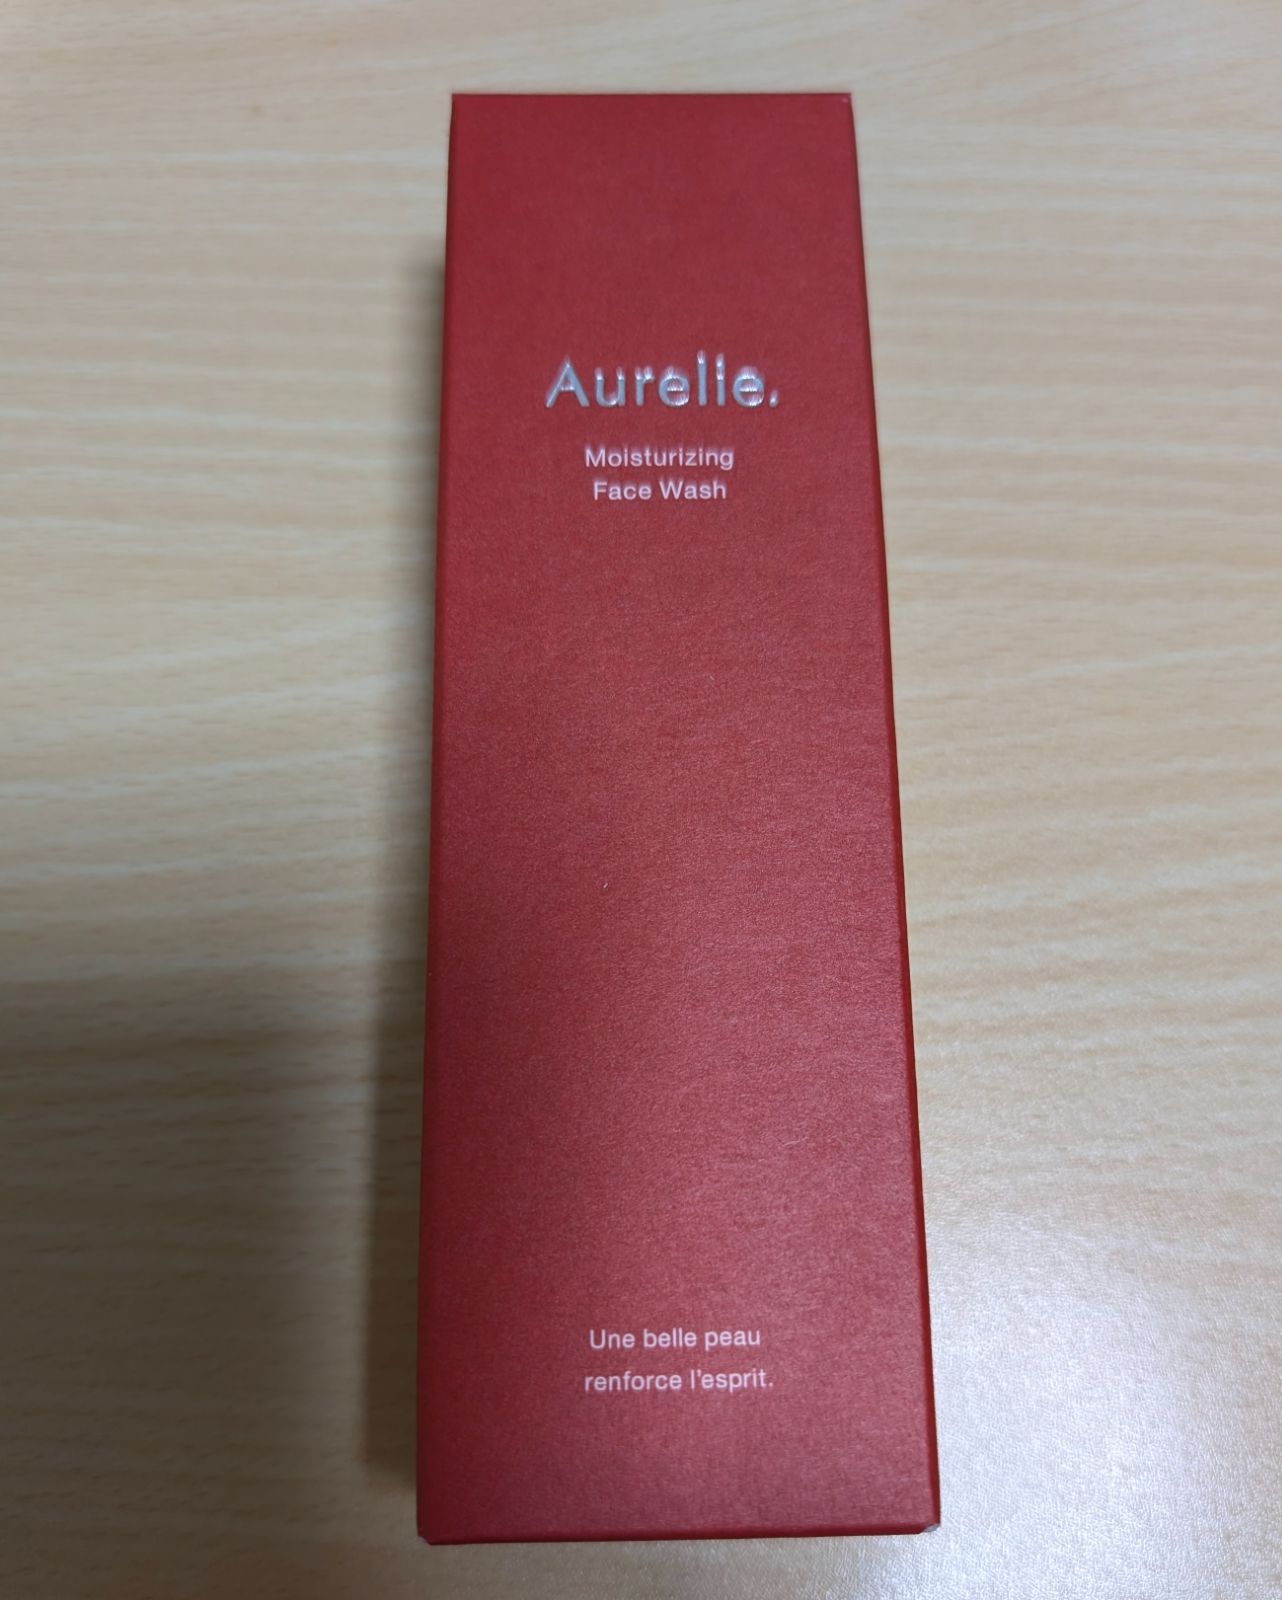 Aurelie.
Moisturizing
Face Wash
Une belle peau
renforce l'esprit.